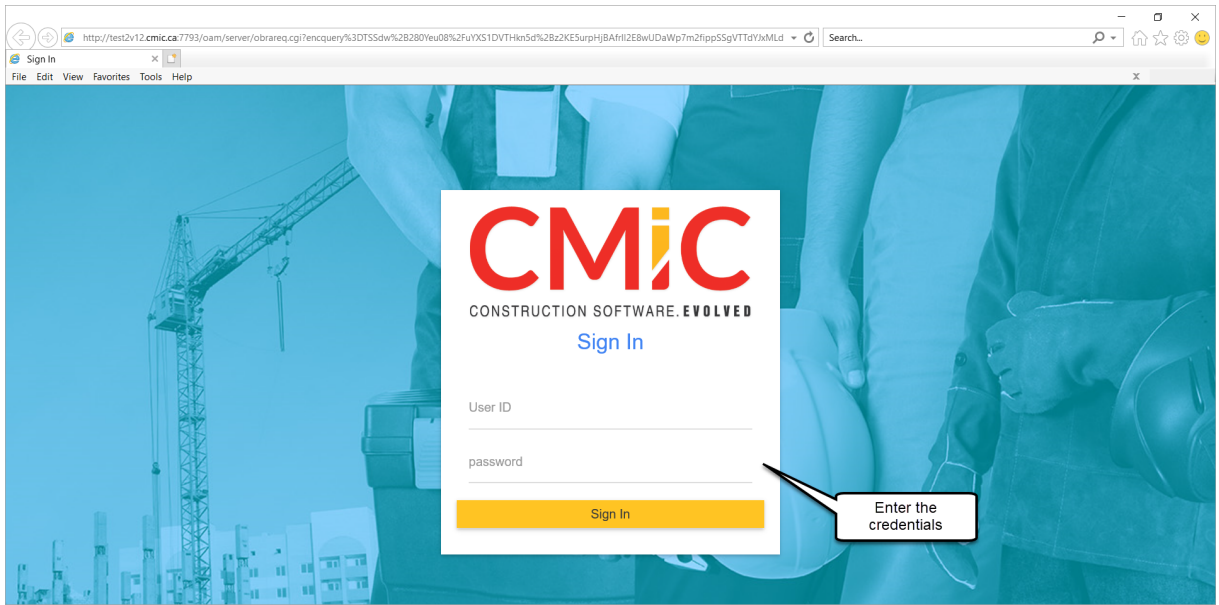 http://test2v12.cmic.ca:7793/oam/server/obrareq.cgi?encquery%3DTSSdw%2B280Yeu08%2FuYXS1DVTHkn5d%2Bz2KE5urpHjBAfrlI2E8wUDaWp7m2fippSSgVTTdYJxMLd
Search...
Sign In
File Edit View Favorites Tools Help
x
CMiC
CONSTRUCTION SOFTWARE. EVOLVED
Sign In
User ID
password
Sign In
Enter the
credentials